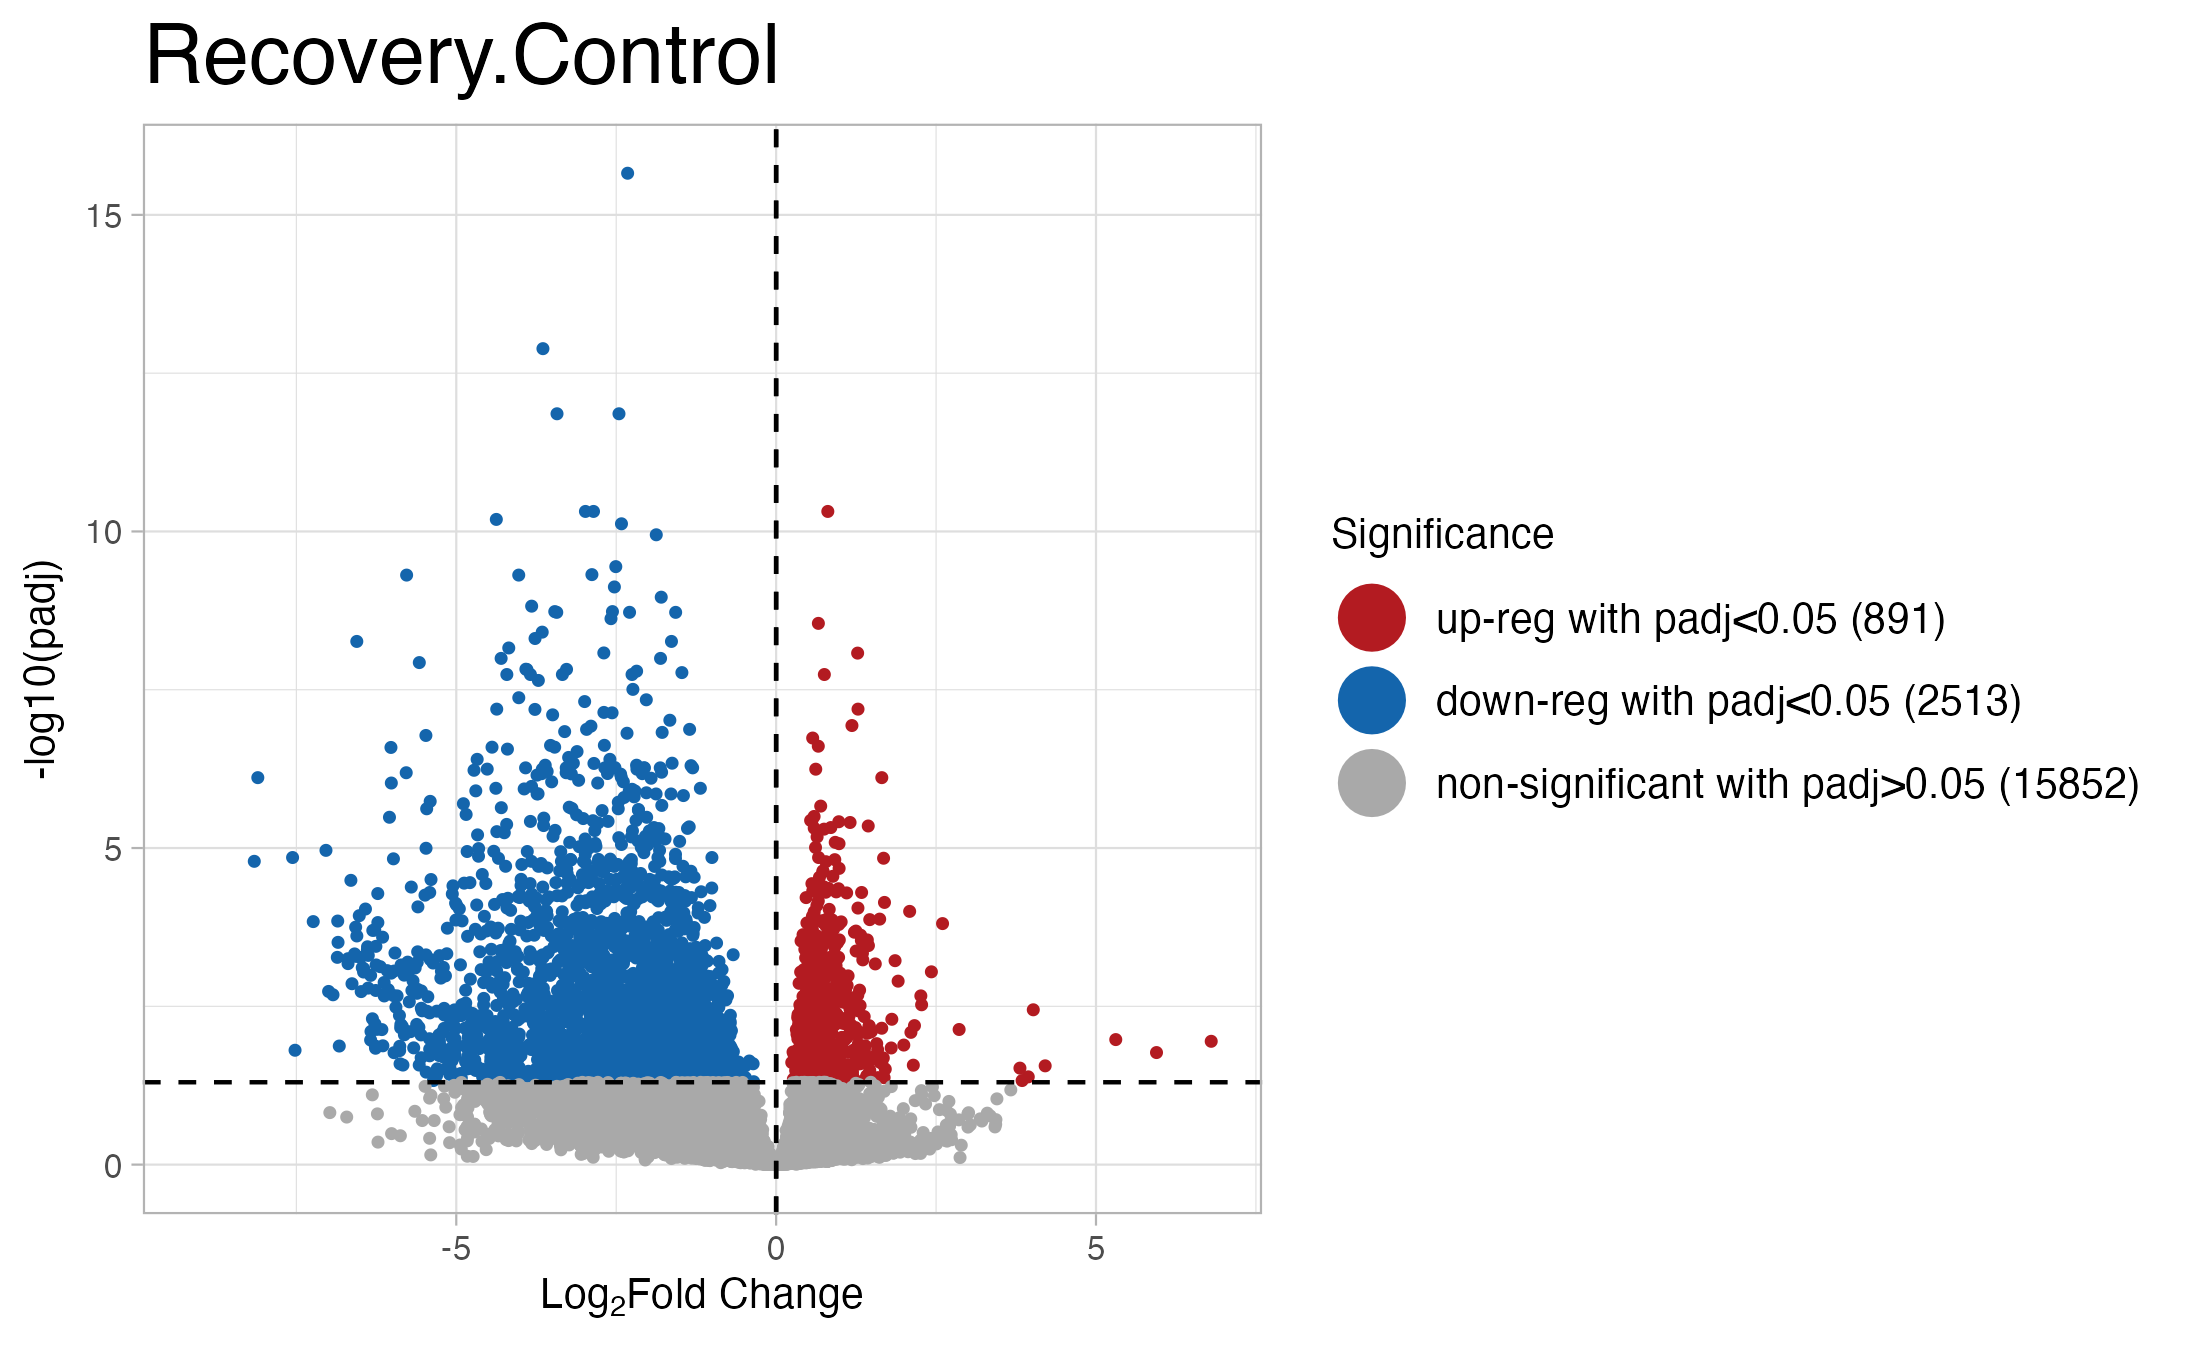 Recovery.Control
15
10
5
0
-log10(padj)
-5
0
5
Log₂Fold Change
Significance
up-reg with padj<0.05 (891)
down-reg with padj<0.05 (2513)
non-significant with padj>0.05 (15852)